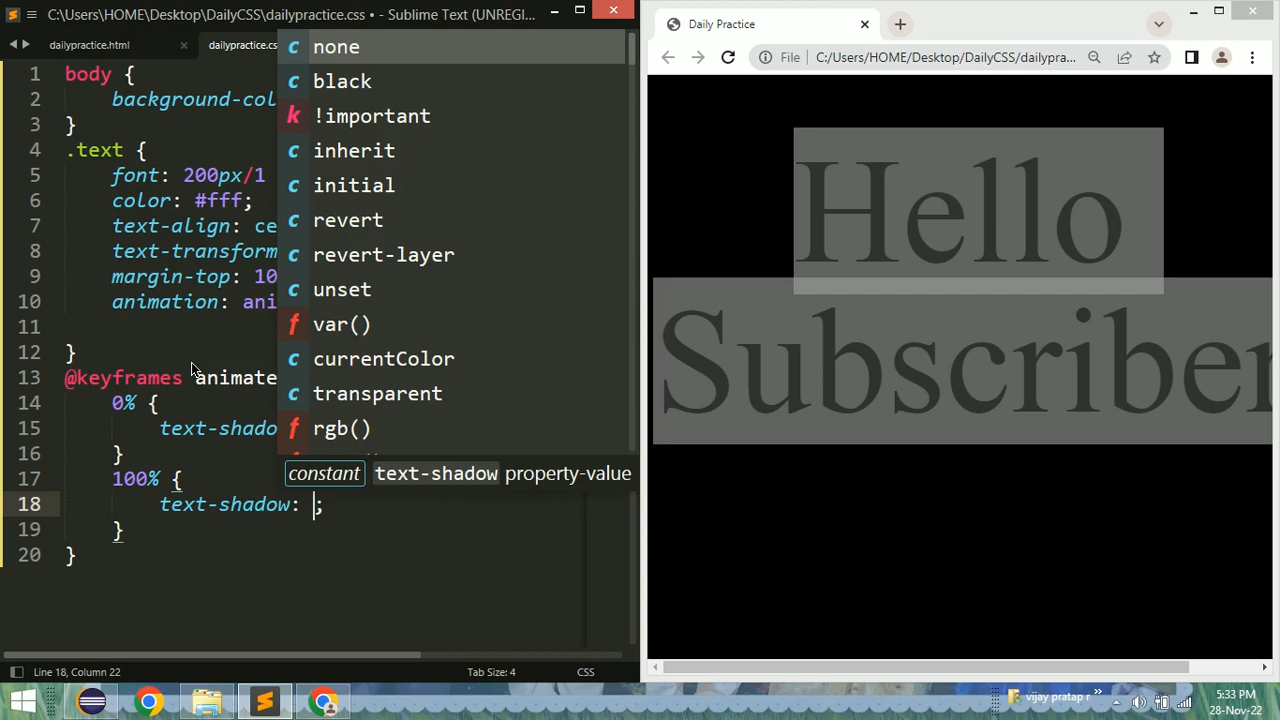 C:\Users\HOME\Desktop\DailyCSS\dailypractice.css • - Sublime Text (UNREGI...
dailypractice.html
dailypractice.cs
1 body {
2 background-col
3 }
4 .text {
5 font: 200px/1
6 color: #fff;
7 text-align: ce
8 text-transform
9 margin-top: 10
10 animation: ani
11
12 }
13 @keyframes animate
14 0% {
15 text-shado
16 }
17 100% {
18 text-shadow: ;
19 }
20 }
c none
c black
k !important
c inherit
c initial
c revert
c revert-layer
c unset
f var()
c currentColor
c transparent
f rgb()
constant text-shadow property-value
Line 18, Column 22
Tab Size: 4
CSS
Daily Practice
File
C:/Users/HOME/Desktop/DailyCSS/dailypra...
Hello
Subscriber
vijay pratap r
5:33 PM
28-Nov-22